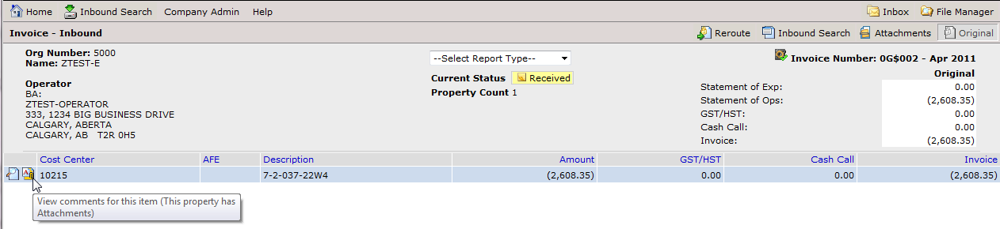 Home Inbound Search Company Admin Help Inbox File Manager
Invoice - Inbound Reroute Inbound Search Attachments Original
Org Number: 5000
Name: ZTEST-E
Operator
BA:
ZTEST-OPERATOR
333, 1234 BIG BUSINESS DRIVE
CALGARY, ABERTA
CALGARY, AB T2R 0H5
--Select Report Type--
Current Status Received
Property Count 1
Invoice Number: 0G$002 - Apr 2011
Original
Statement of Exp: 0.00
Statement of Ops: (2,608.35)
GST/HST: 0.00
Cash Call: 0.00
Invoice: (2,608.35)
Cost Center AFE Description Amount GST/HST Cash Call Invoice
10215 7-2-037-22W4 (2,608.35) 0.00 0.00 (2,608.35)
View comments for this item (This property has
Attachments)